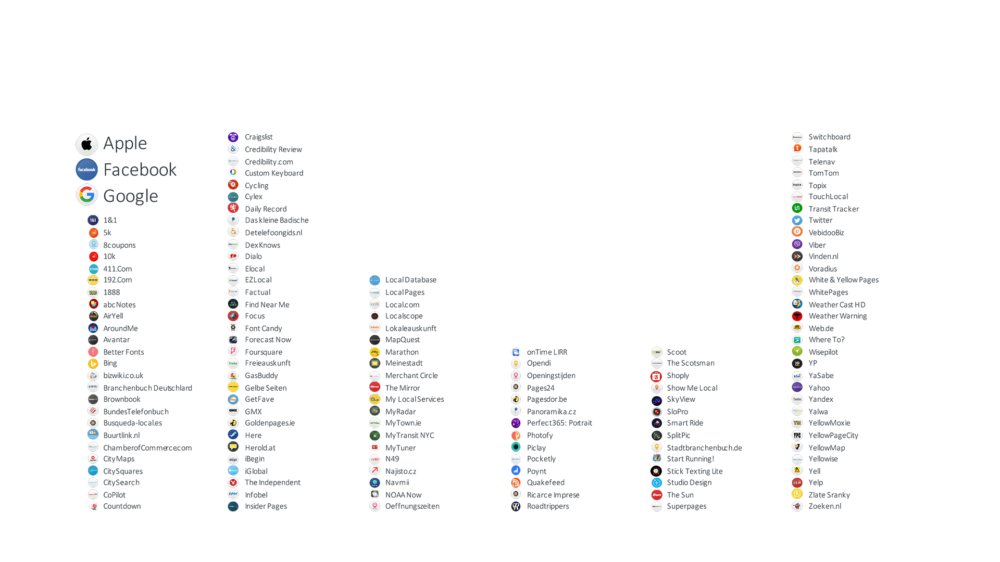 Apple
Facebook
Google
1&1
5k
8coupons
10k
411.Com
192.Com
1888
abcNotes
AirYell
AroundMe
Avantar
Better Fonts
Bing
bizwiki.co.uk
Branchenbuch Deutschlard
Brownbook
BundesTelefonbuch
Busqueda-local.es
Buurtlink.nl
ChamberofCommerce.com
CityMaps
CitySquares
CitySearch
CoPilot
Countdown
Craigslist
Credibility Review
Credibility.com
Custom Keyboard
Cycling
Cylex
Daily Record
Das kleine Badische
Detelefoongids.nl
DexKnows
Dialo
Elocal
EZLocal
Factual
Find Near Me
Focus
Font Candy
Forecast Now
Foursquare
Freieauskunft
GasBuddy
Gelbe Seiten
GetFave
GMX
Goldenpages.ie
Here
Herold.at
iBegin
iGlobal
The Independent
Infobel
Insider Pages
Local Database
Local Pages
Local.com
Localscope
Lokaleauskunft
MapQuest
Marathon
Meinestadt
Merchant Circle
The Mirror
My Local Services
MyRadar
MyTown.ie
MyTransit NYC
MyTuner
N49
Najisto.cz
Navmii
NOAA Now
Oeffnungszeiten
onTime LIRR
Opendi
Openingstijden
Pages24
Pagesdor.be
Panoramika.cz
Perfect365: Portrait
Photofy
Piclay
Pocketly
Poynt
Quakefeed
Ricarce Imprese
Roadtrippers
Scoot
The Scotsman
Shoply
Show Me Local
SkyView
SloPro
Smart Ride
SplitPic
Stadtbranchenbuch.de
Start Running!
Stick Texting Lite
Studio Design
The Sun
Superpages
Switchboard
Tapatalk
Telenav
TomTom
Topix
TouchLocal
Transit Tracker
Twitter
VebidooBiz
Viber
Vinden.nl
Voradius
White & Yellow Pages
WhitePages
Weather Cast HD
Weather Warning
Web.de
Where To?
Wisepilot
YP
YaSabe
Yahoo
Yandex
Yalwa
YellowMoxie
YellowPageCity
YellowMap
Yellowise
Yell
Yelp
Zlate Sranky
Zoeken.nl